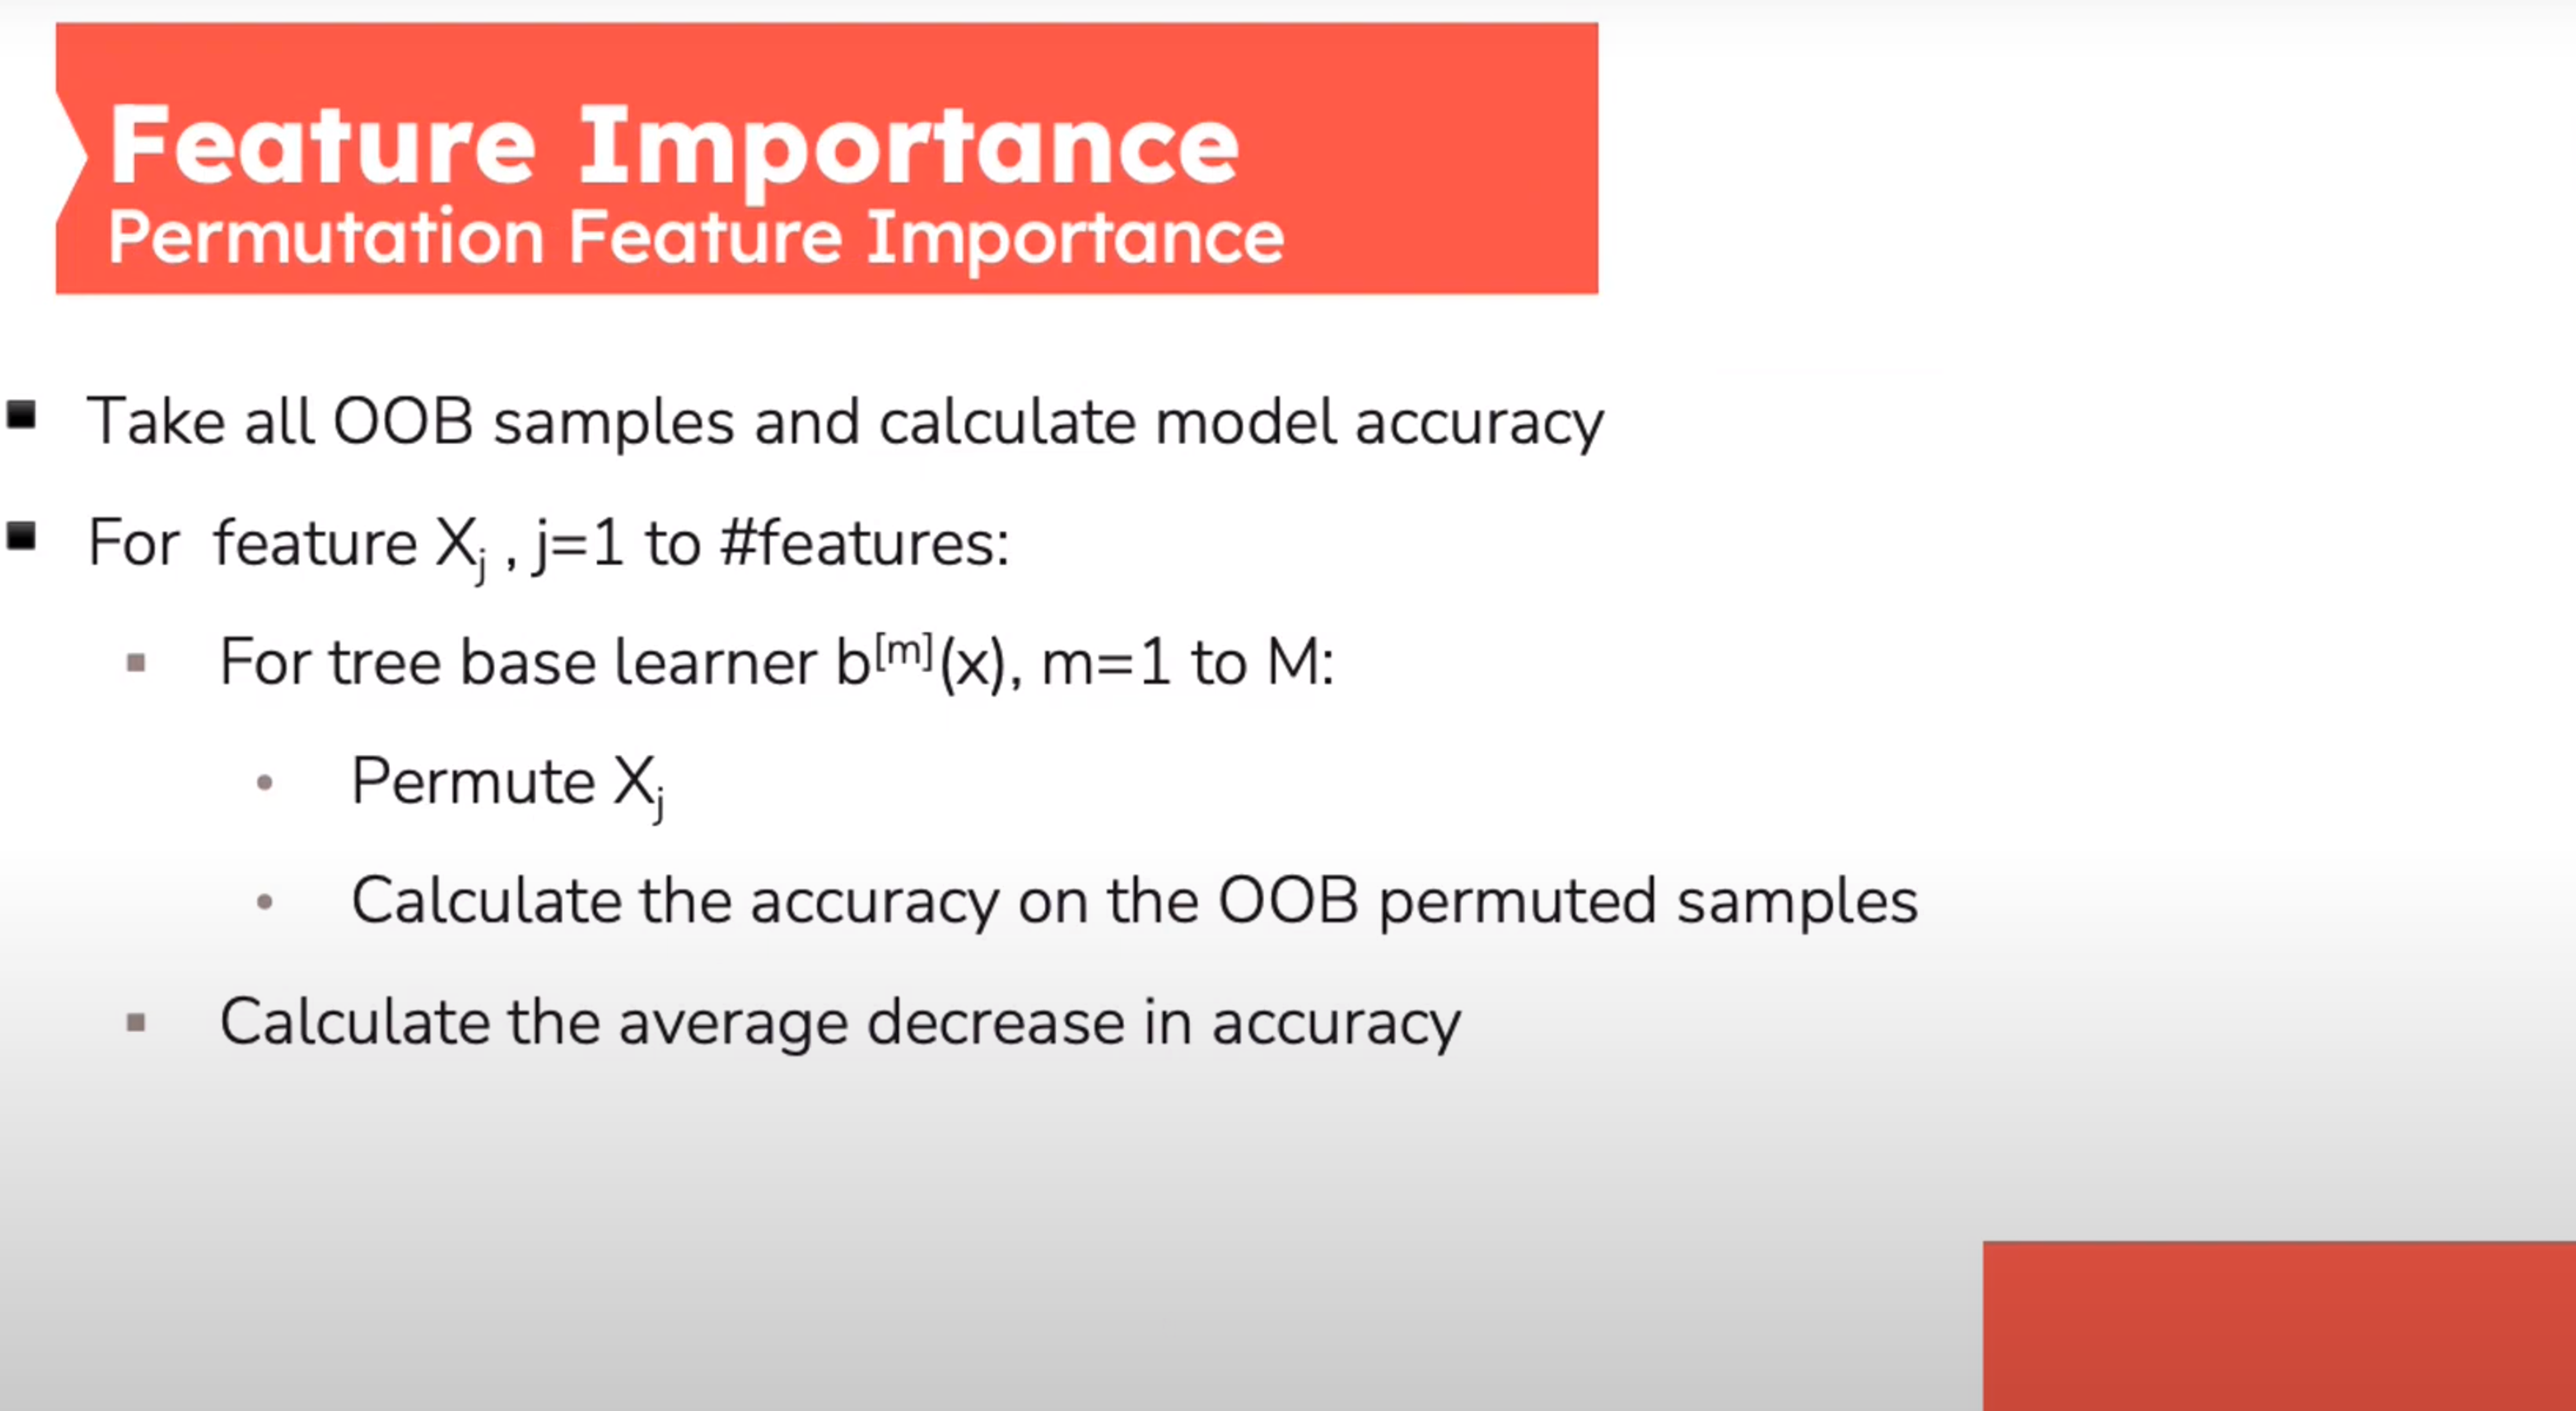 Feature Importance
Permutation Feature Importance
Take all OOB samples and calculate model accuracy
For feature Xj , j=1 to #features:
For tree base learner b[m](x), m=1 to M:
Permute Xj
Calculate the accuracy on the OOB permuted samples
Calculate the average decrease in accuracy